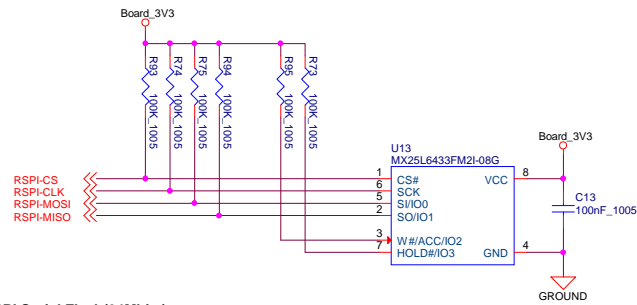 Board_3V3
R93 100K_1005
R74 100K_1005
R75 100K_1005
R94 100K_1005
R95 100K_1005
R73 100K_1005
U13
MX25L6433FM2I-08G
Board_3V3
RSPI-CS 1 CS# VCC 8
RSPI-CLK 6 SCK
RSPI-MOSI 5 SI/IO0
RSPI-MISO 2 SO/IO1
C13
100nF_1005
3 W#/ACC/IO2
7 HOLD#/IO3 GND 4
GROUND